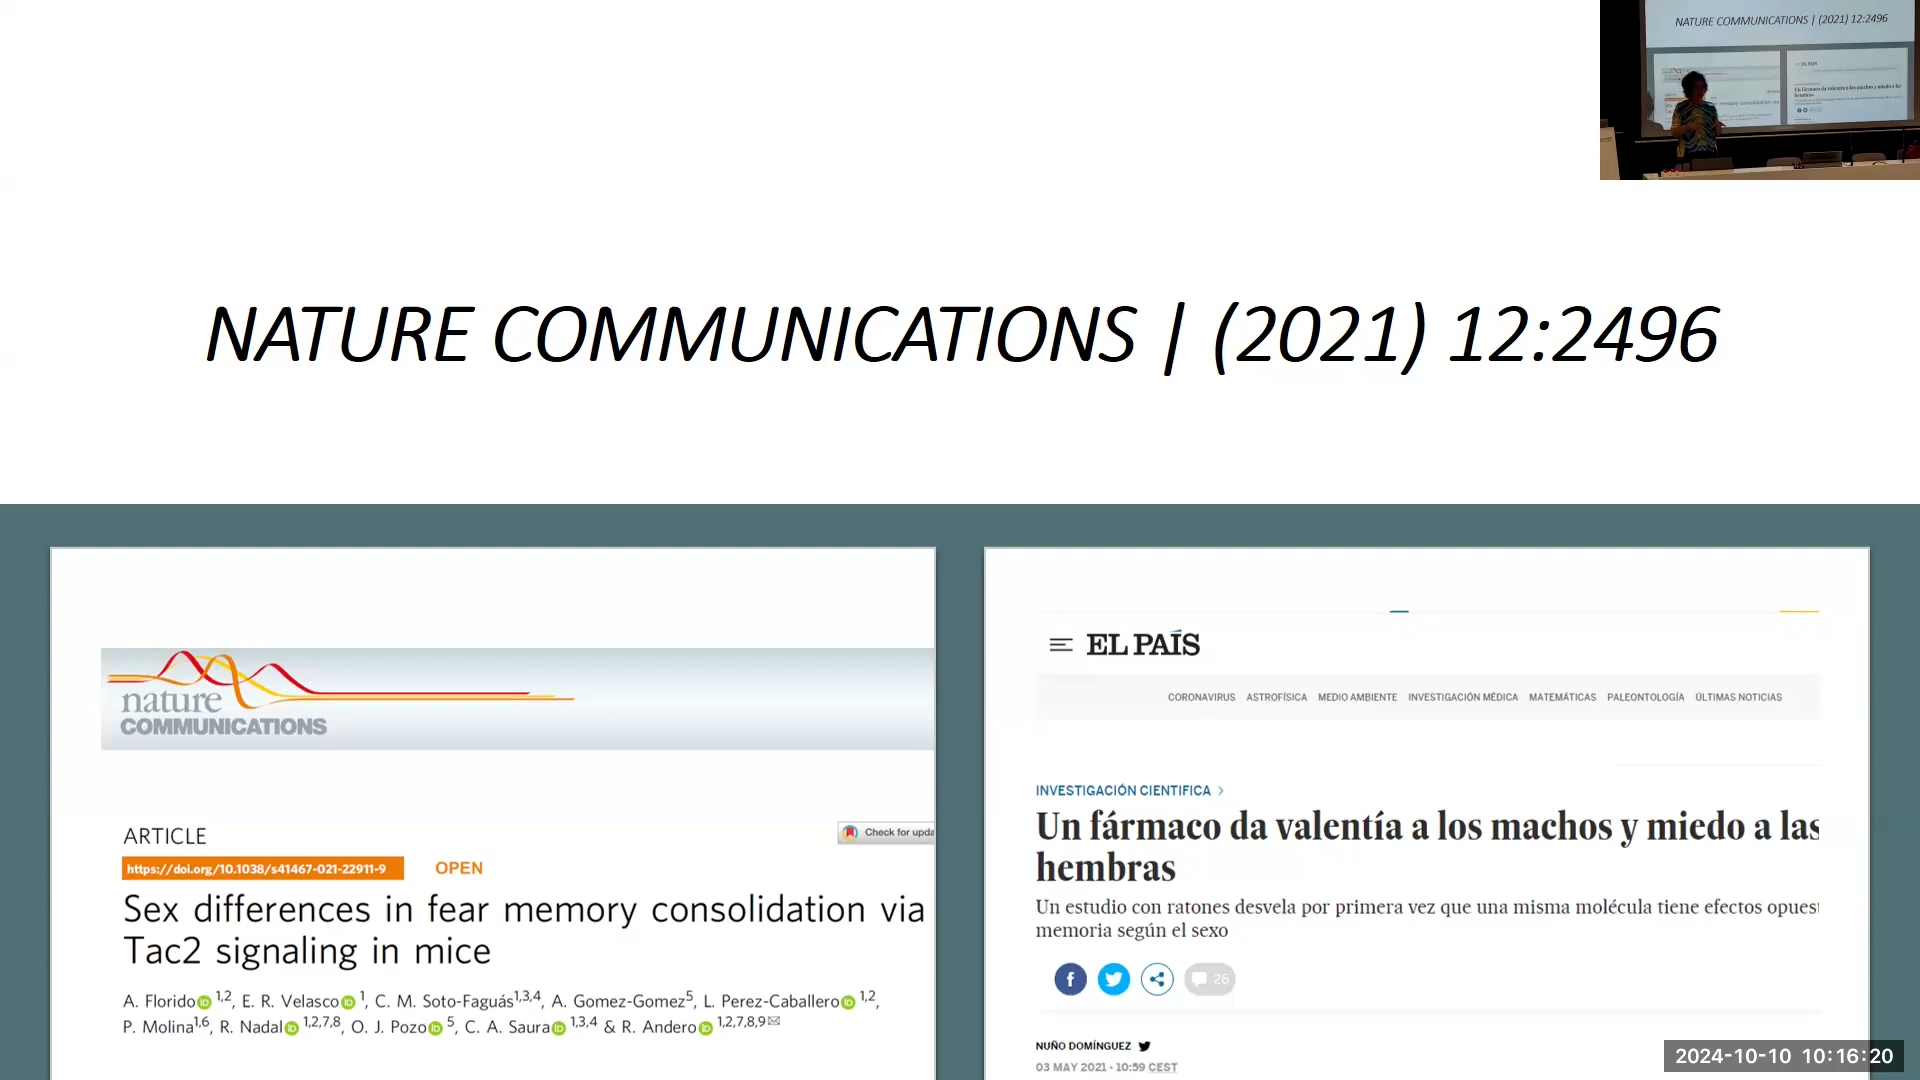 NATURE COMMUNICATIONS | (2021) 12:2496
NATURE COMMUNICATIONS | (2021) 12:2496
nature
COMMUNICATIONS
ARTICLE
Check for upda
https://doi.org/10.1038/s41467-021-22911-9
OPEN
Sex differences in fear memory consolidation via
Tac2 signaling in mice
A. Florido 1,2, E. R. Velasco 1, C. M. Soto-Faguás1,3,4, A. Gomez-Gomez5, L. Perez-Caballero 1,2,
P. Molina1,6, R. Nadal 1,2,7,8, O. J. Pozo 5, C. A. Saura 1,3,4 & R. Andero 1,2,7,8,9
EL PAÍS
CORONAVIRUS ASTROFÍSICA MEDIO AMBIENTE INVESTIGACIÓN MÉDICA MATEMÁTICAS PALEONTOLOGÍA ÚLTIMAS NOTICIAS
INVESTIGACIÓN CIENTIFICA >
Un fármaco da valentía a los machos y miedo a las
hembras
Un estudio con ratones desvela por primera vez que una misma molécula tiene efectos opuest
memoria según el sexo
26
NUÑO DOMÍNGUEZ
03 MAY 2021 - 10:59 CEST
2024-10-10 10:16:20